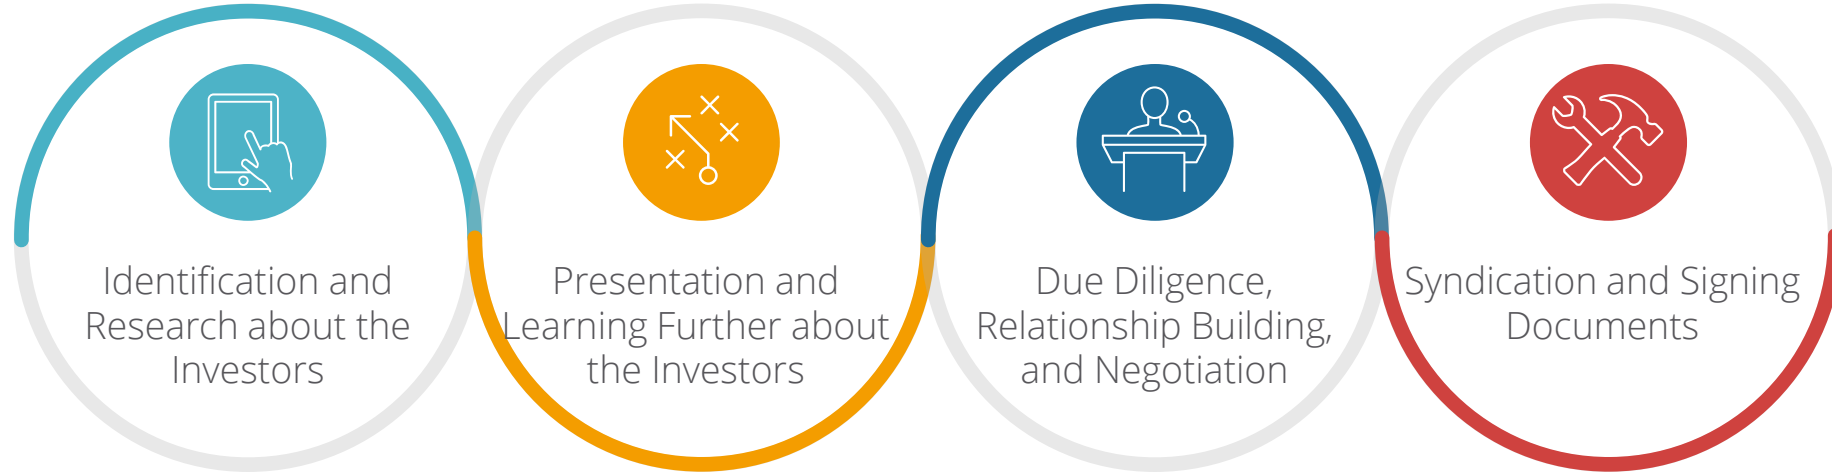 Identification and
Research about the
Investors
Presentation and
Learning Further about
the Investors
Due Diligence,
Relationship Building,
and Negotiation
Syndication and Signing
Documents